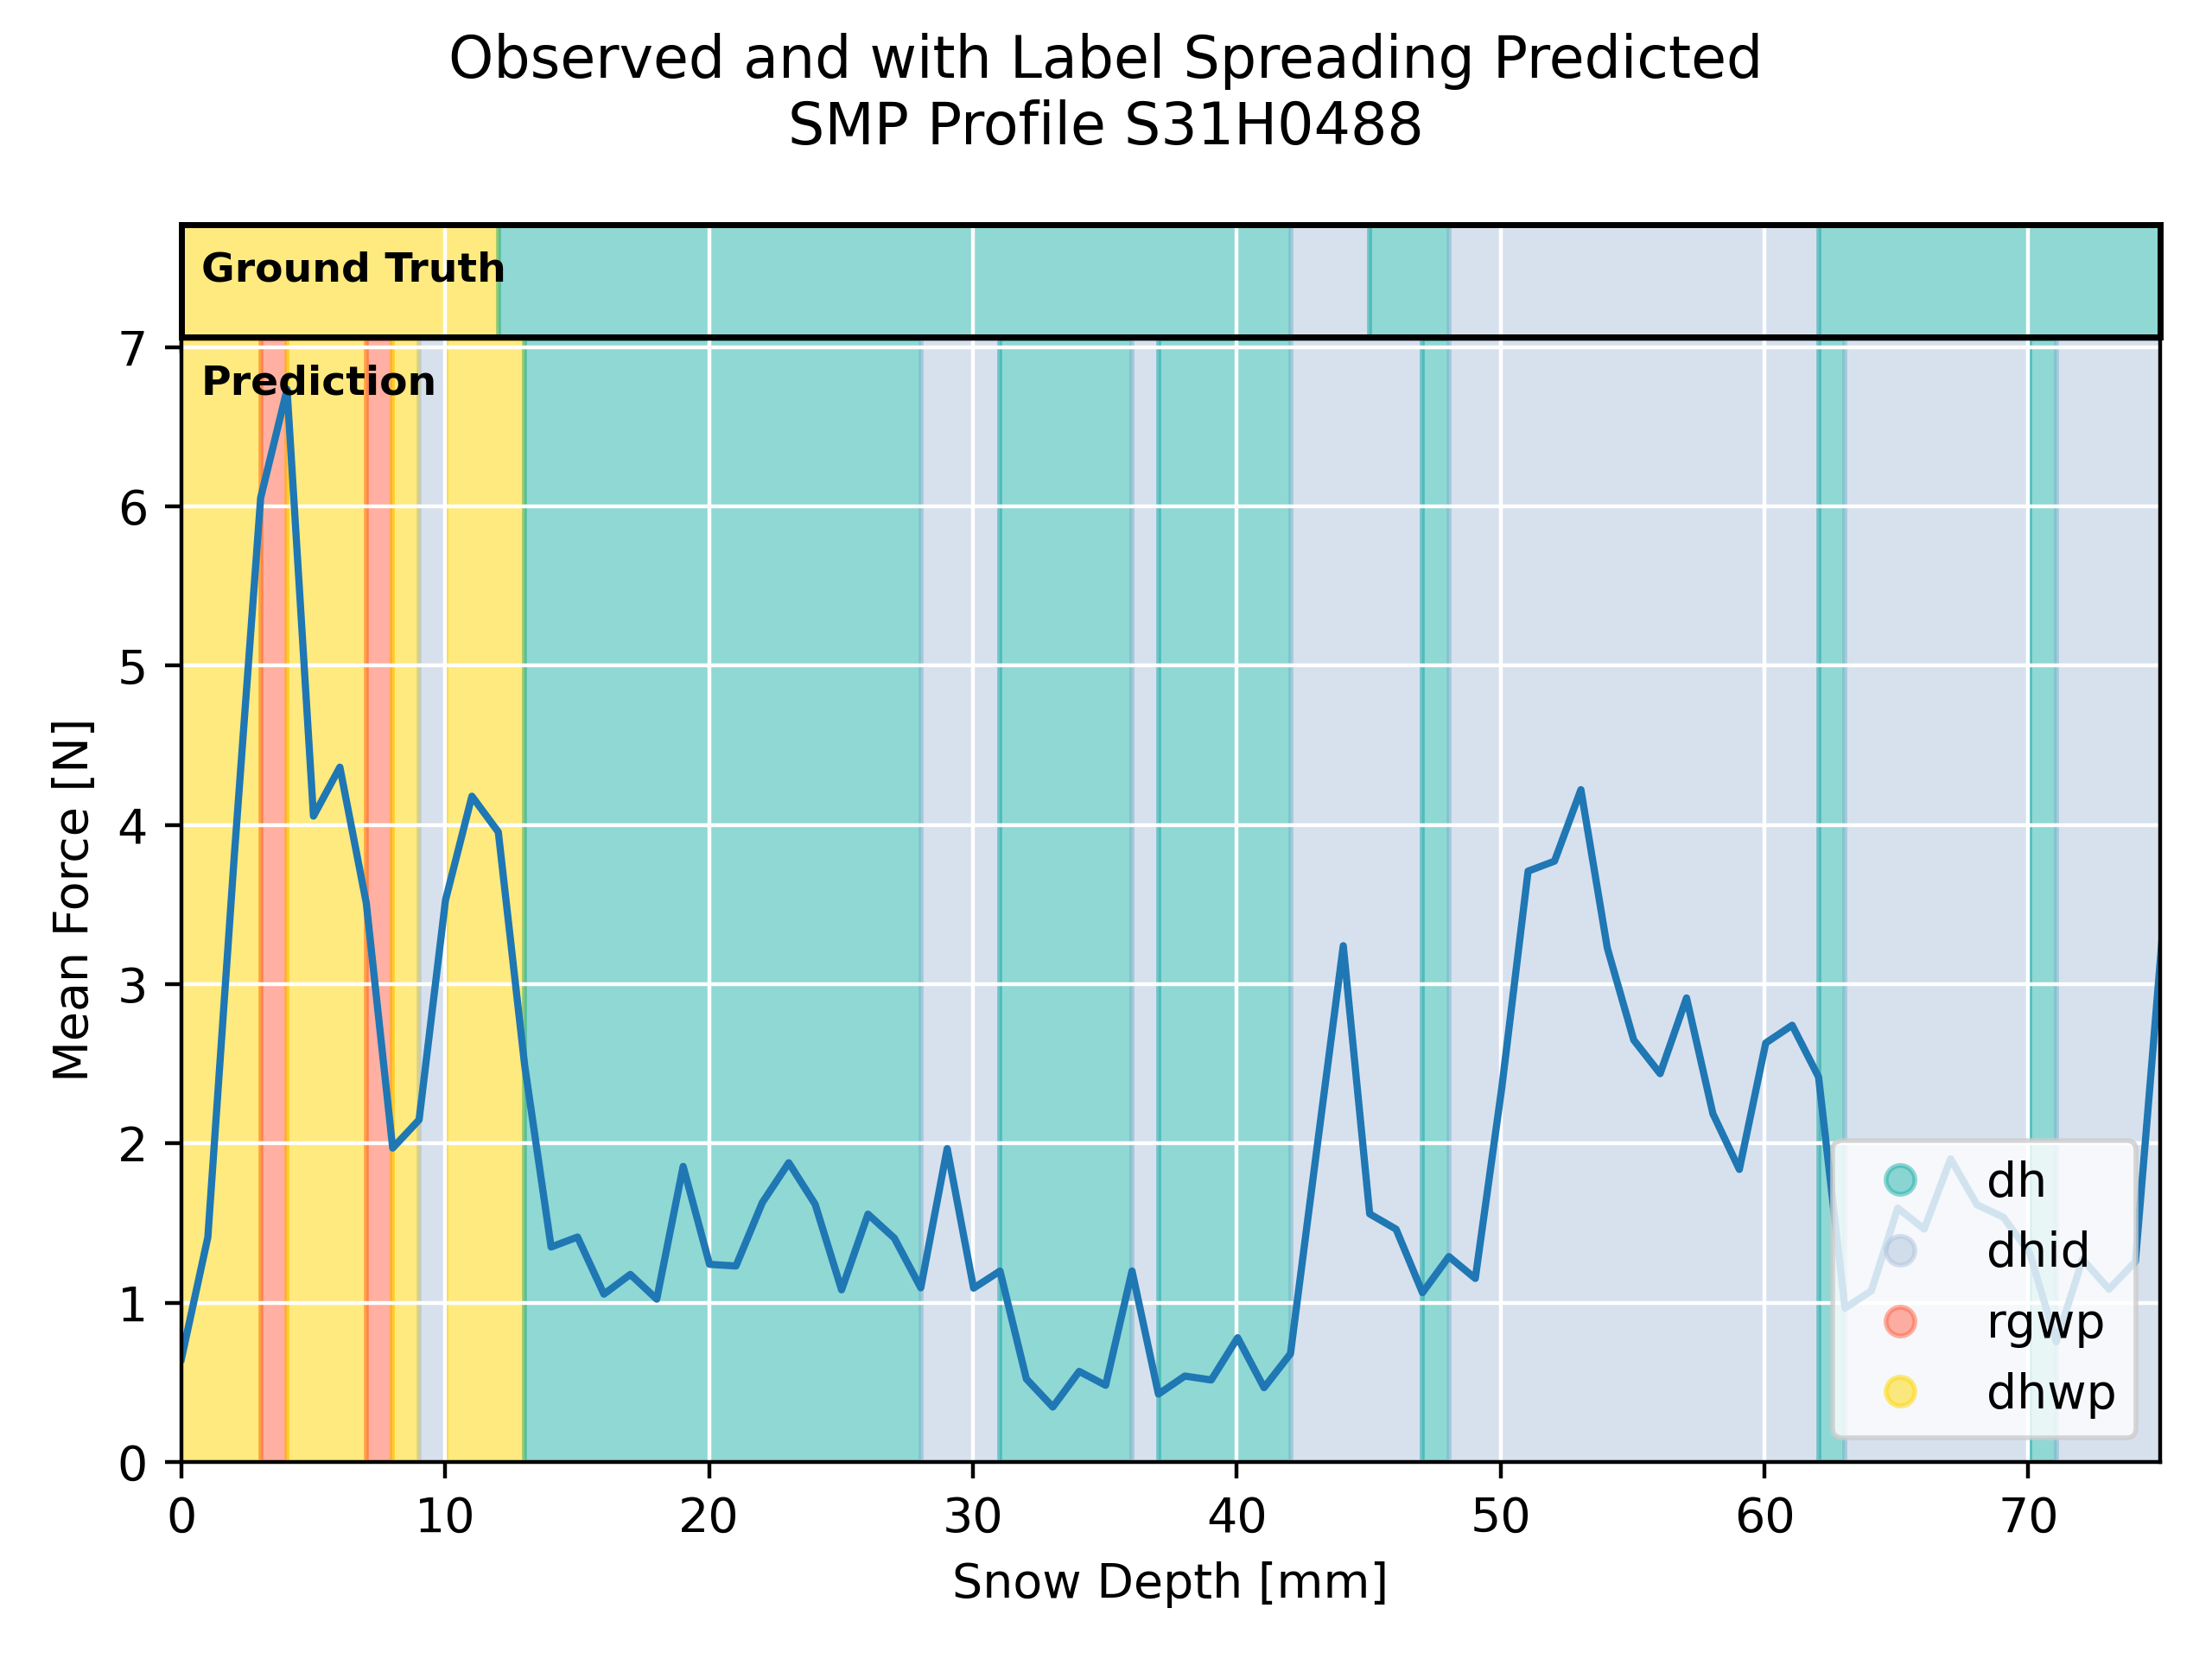 Observed and with Label Spreading Predicted
SMP Profile S31H0488
Ground Truth
Prediction
7
6
5
4
3
2
1
0
Mean Force [N]
dh
dhid
rgwp
dhwp
0 10 20 30 40 50 60 70
Snow Depth [mm]